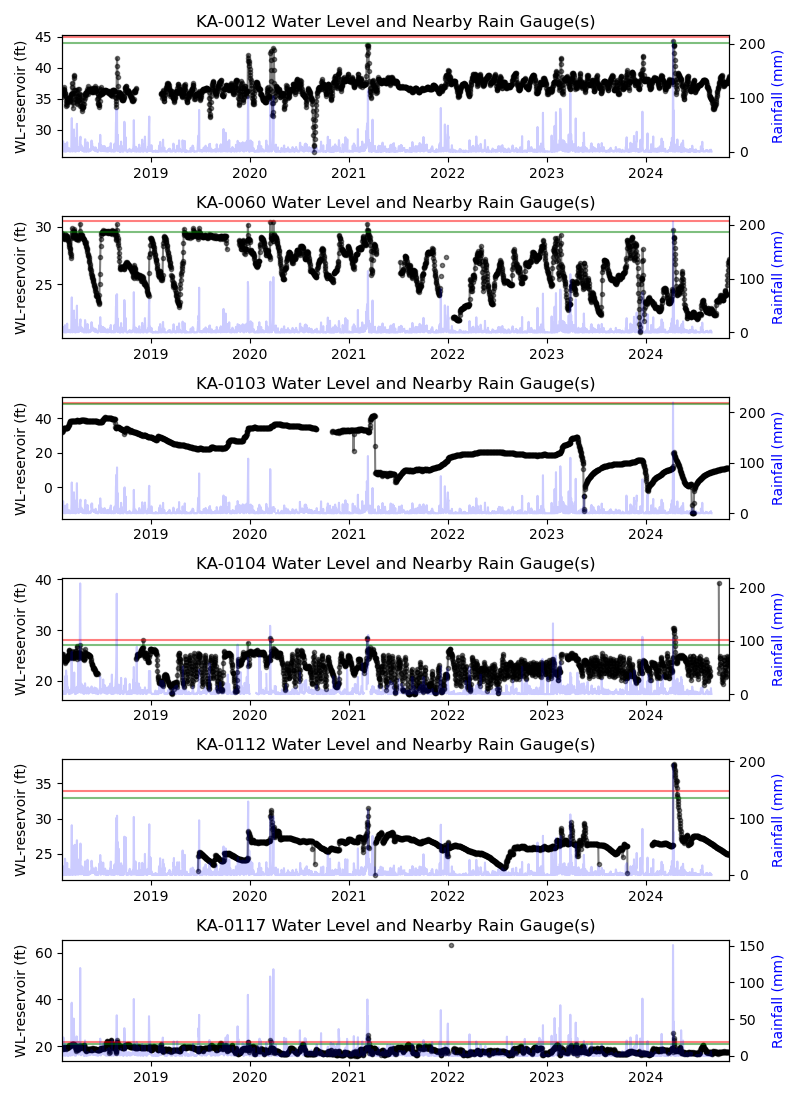 KA-0012 Water Level and Nearby Rain Gauge(s)
WL-reservoir (ft)
45
40
35
30
200
100
0
Rainfall (mm)
2019 2020 2021 2022 2023 2024
KA-0060 Water Level and Nearby Rain Gauge(s)
WL-reservoir (ft)
30
25
200
100
0
Rainfall (mm)
2019 2020 2021 2022 2023 2024
KA-0103 Water Level and Nearby Rain Gauge(s)
WL-reservoir (ft)
40
20
0
200
100
0
Rainfall (mm)
2019 2020 2021 2022 2023 2024
KA-0104 Water Level and Nearby Rain Gauge(s)
WL-reservoir (ft)
40
30
20
200
100
0
Rainfall (mm)
2019 2020 2021 2022 2023 2024
KA-0112 Water Level and Nearby Rain Gauge(s)
WL-reservoir (ft)
35
30
25
200
100
0
Rainfall (mm)
2019 2020 2021 2022 2023 2024
KA-0117 Water Level and Nearby Rain Gauge(s)
WL-reservoir (ft)
60
40
20
150
100
50
0
Rainfall (mm)
2019 2020 2021 2022 2023 2024